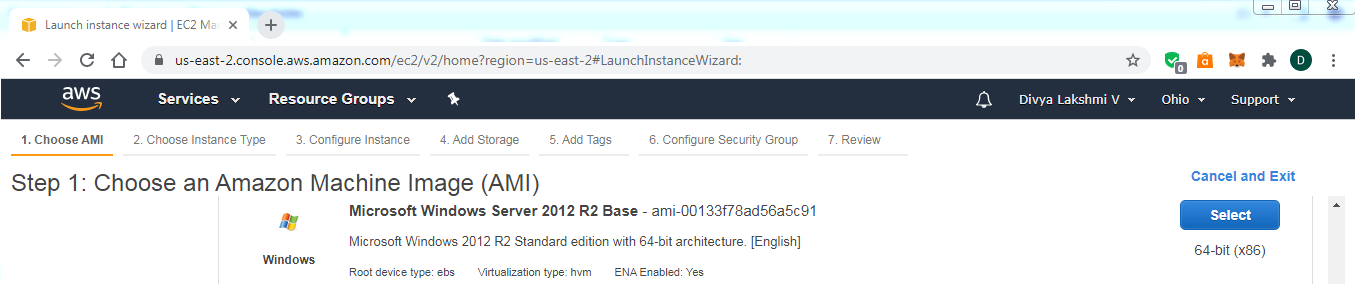 Launch instance wizard | EC2 Ma
us-east-2.console.aws.amazon.com/ec2/v2/home?region=us-east-2#LaunchInstanceWizard:
0
D
aws Services Resource Groups Divya Lakshmi V Ohio Support
1. Choose AMI 2. Choose Instance Type 3. Configure Instance 4. Add Storage 5. Add Tags 6. Configure Security Group 7. Review
Step 1: Choose an Amazon Machine Image (AMI) Cancel and Exit
Microsoft Windows Server 2012 R2 Base - ami-00133f78ad56a5c91 Select
Microsoft Windows 2012 R2 Standard edition with 64-bit architecture. [English] 64-bit (x86)
Windows
Root device type: ebs Virtualization type: hvm ENA Enabled: Yes